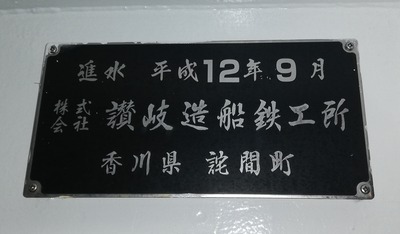 進水 平成12年9月
株式会社 讃岐造船鉄工所
香川県 詫間町